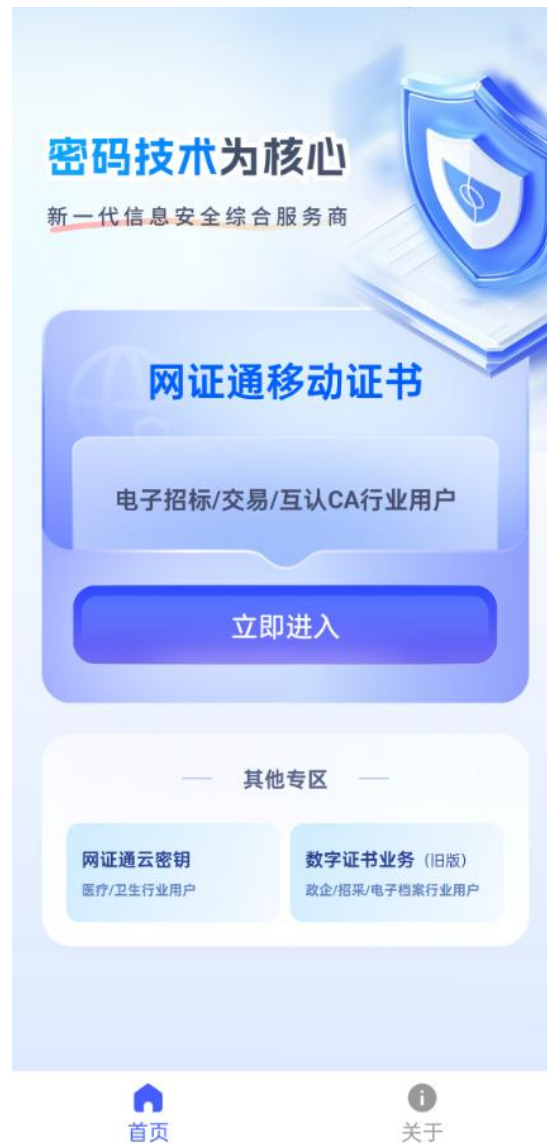 密码技术为核心
新一代信息安全综合服务商
网证通移动证书
电子招标/交易/互认CA行业用户
立即进入
其他专区
网证通云密钥
医疗/卫生行业用户
数字证书业务（旧版）
政企/招采/电子档案行业用户
首页
关于